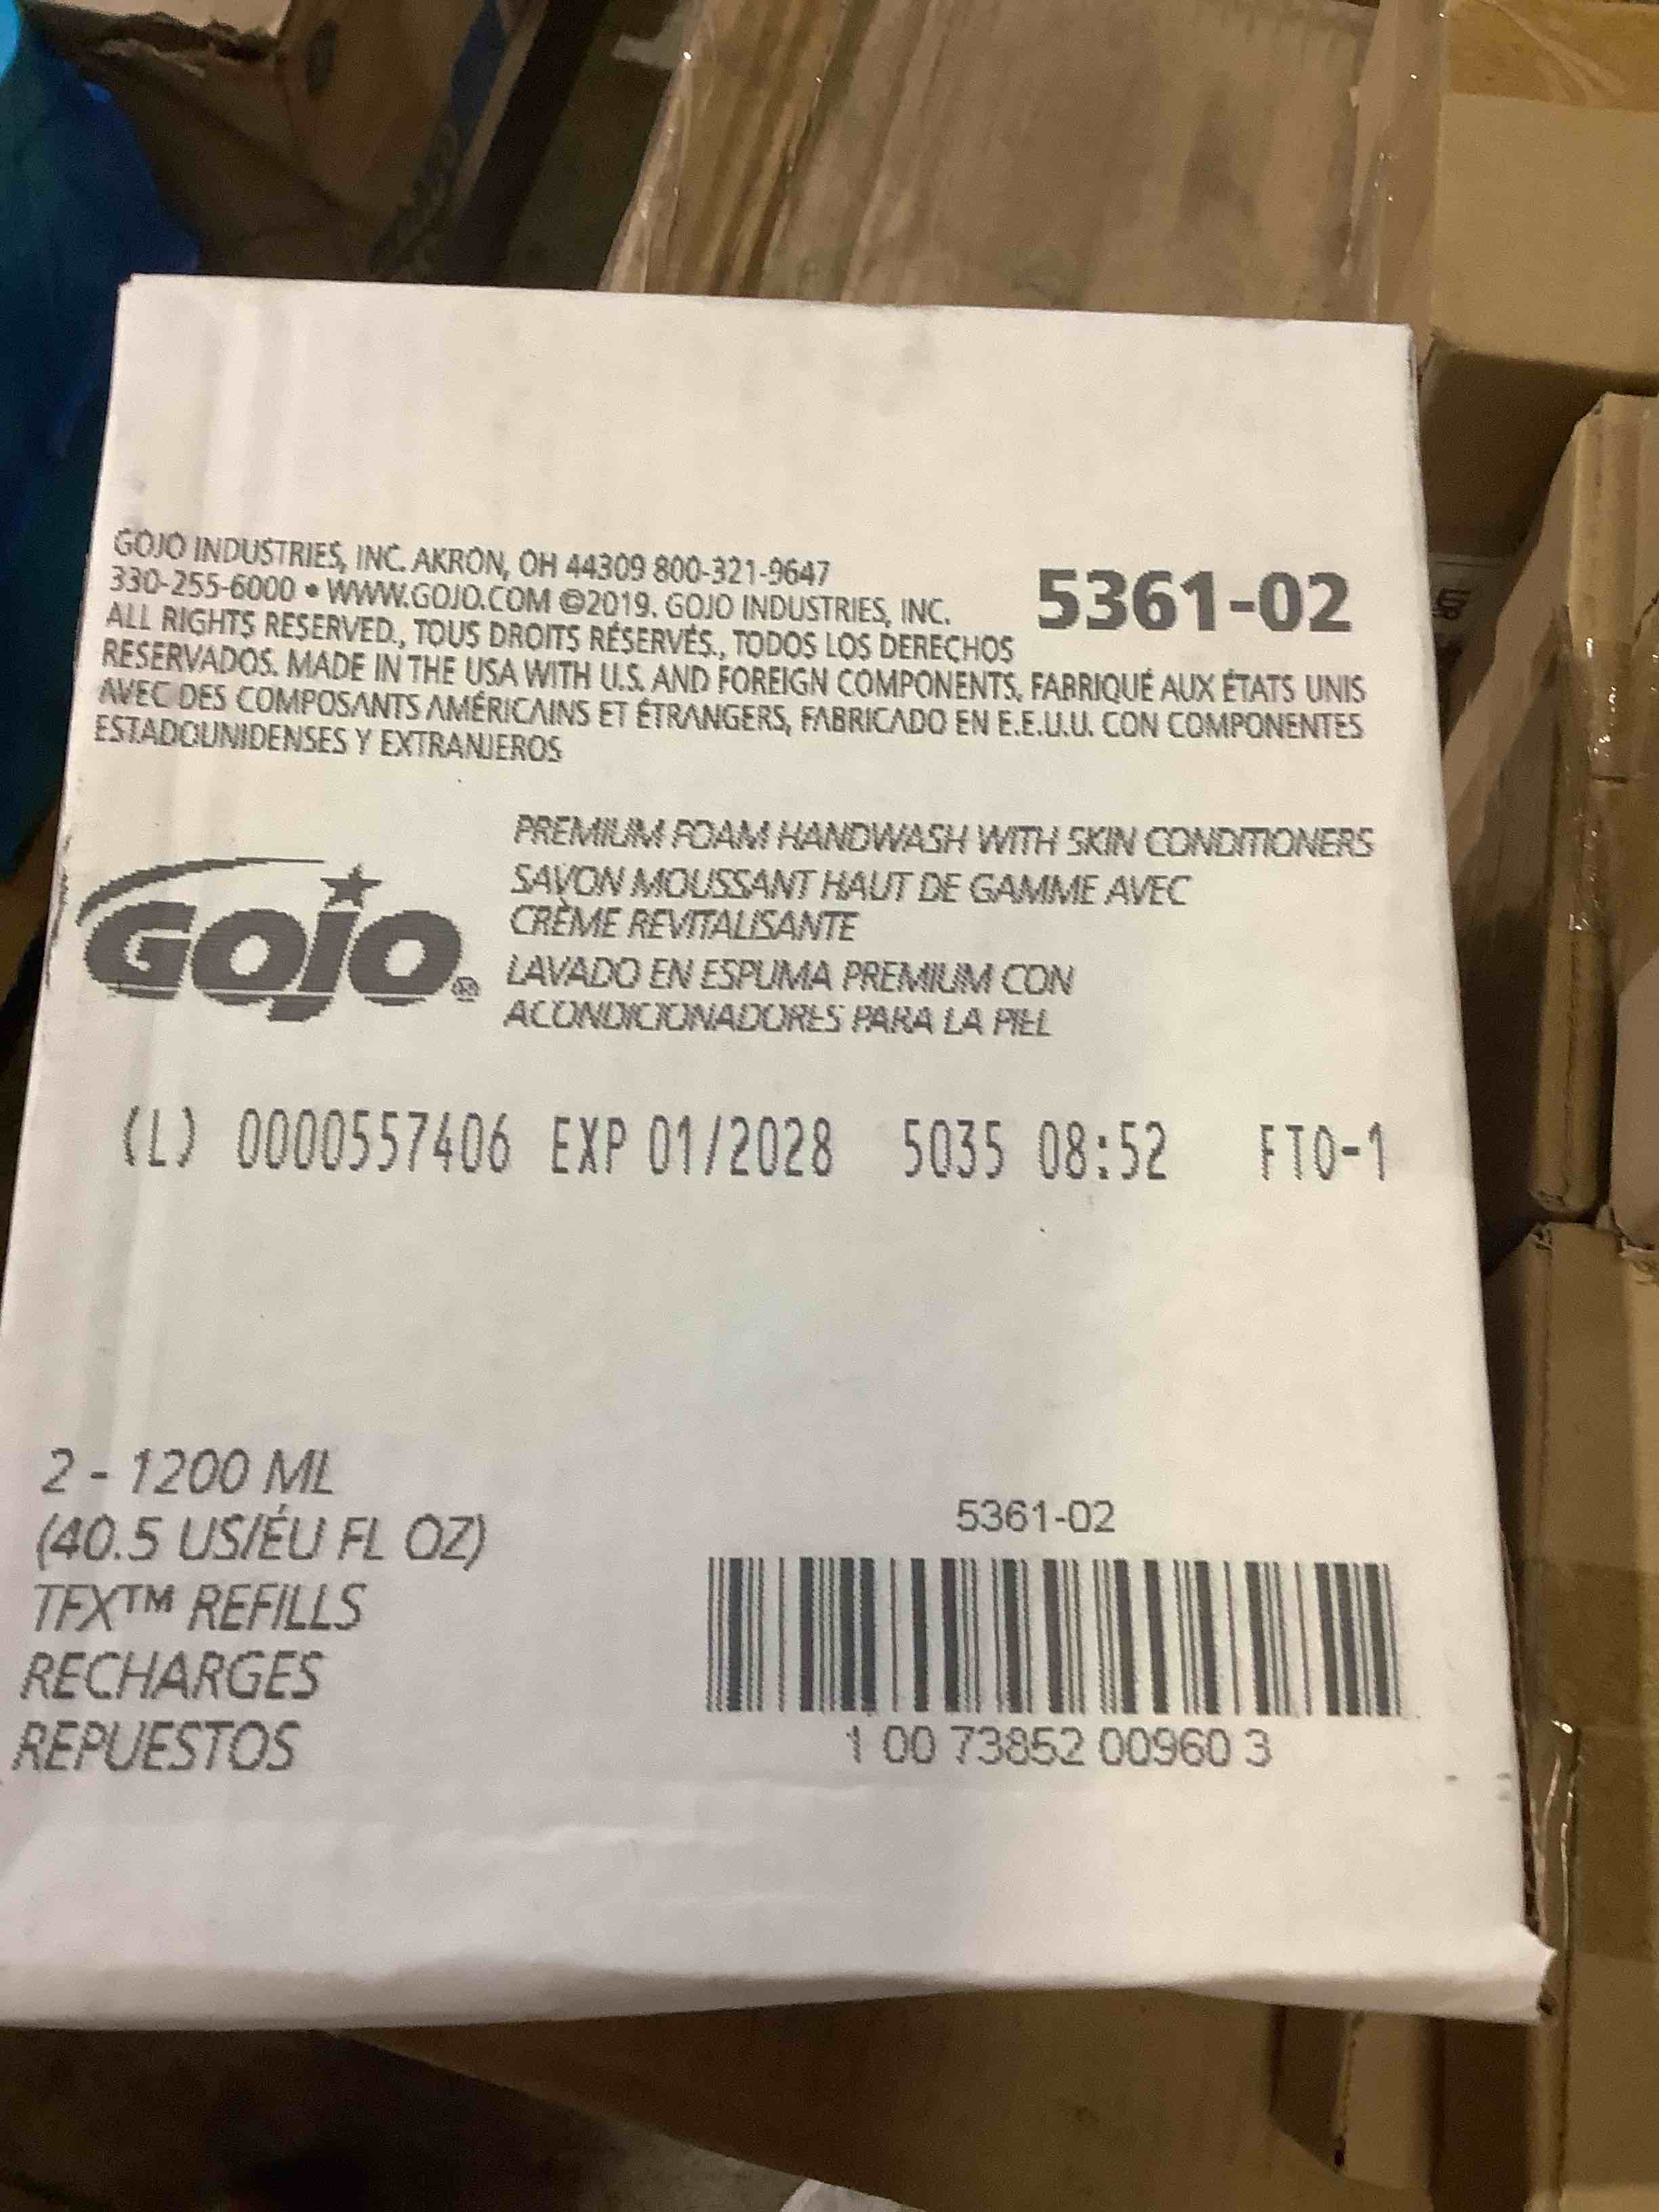 GOJO INDUSTRIES, INC. AKRON, OH 44309 800-321-9647
330-255-6000 • WWW.GOJO.COM ©2019. GOJO INDUSTRIES, INC.
ALL RIGHTS RESERVED., TOUS DROITS RÉSERVÉS., TODOS LOS DERECHOS
RESERVADOS. MADE IN THE USA WITH U.S. AND FOREIGN COMPONENTS, FABRIQUÉ AUX ÉTATS UNIS
AVEC DES COMPOSANTS AMÉRICAINS ET ÉTRANGERS, FABRICADO EN E.E.U.U. CON COMPONENTES
ESTADOUNIDENSES Y EXTRANJEROS
5361-02
GOJO®
PREMIUM FOAM HANDWASH WITH SKIN CONDITIONERS
SAVON MOUSSANT HAUT DE GAMME AVEC
CRÈME REVITALISANTE
LAVADO EN ESPUMA PREMIUM CON
ACONDICIONADORES PARA LA PIEL
(L) 0000557406 EXP 01/2028 5035 08:52 FTO-1
2 - 1200 ML
(40.5 US/ÉU FL OZ)
TFX™ REFILLS
RECHARGES
REPUESTOS
5361-02
1 00 73852 00960 3